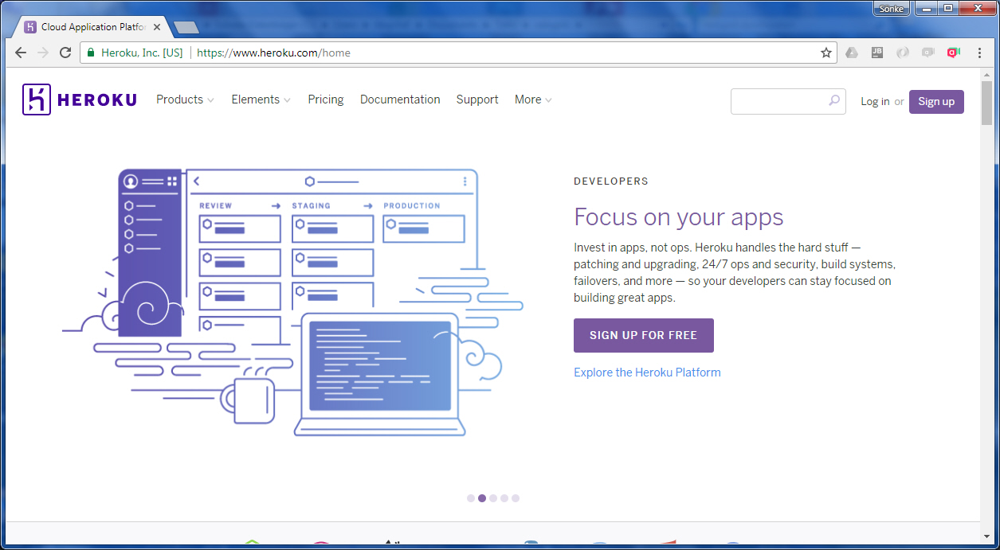 Sönke
Cloud Application Platfo
Heroku, Inc. [US] https://www.heroku.com/home
JB
HEROKU Products Elements Pricing Documentation Support More Log in or Sign up
REVIEW STAGING PRODUCTION
DEVELOPERS
Focus on your apps
Invest in apps, not ops. Heroku handles the hard stuff —
patching and upgrading, 24/7 ops and security, build systems,
failovers, and more — so your developers can stay focused on
building great apps.
SIGN UP FOR FREE
Explore the Heroku Platform